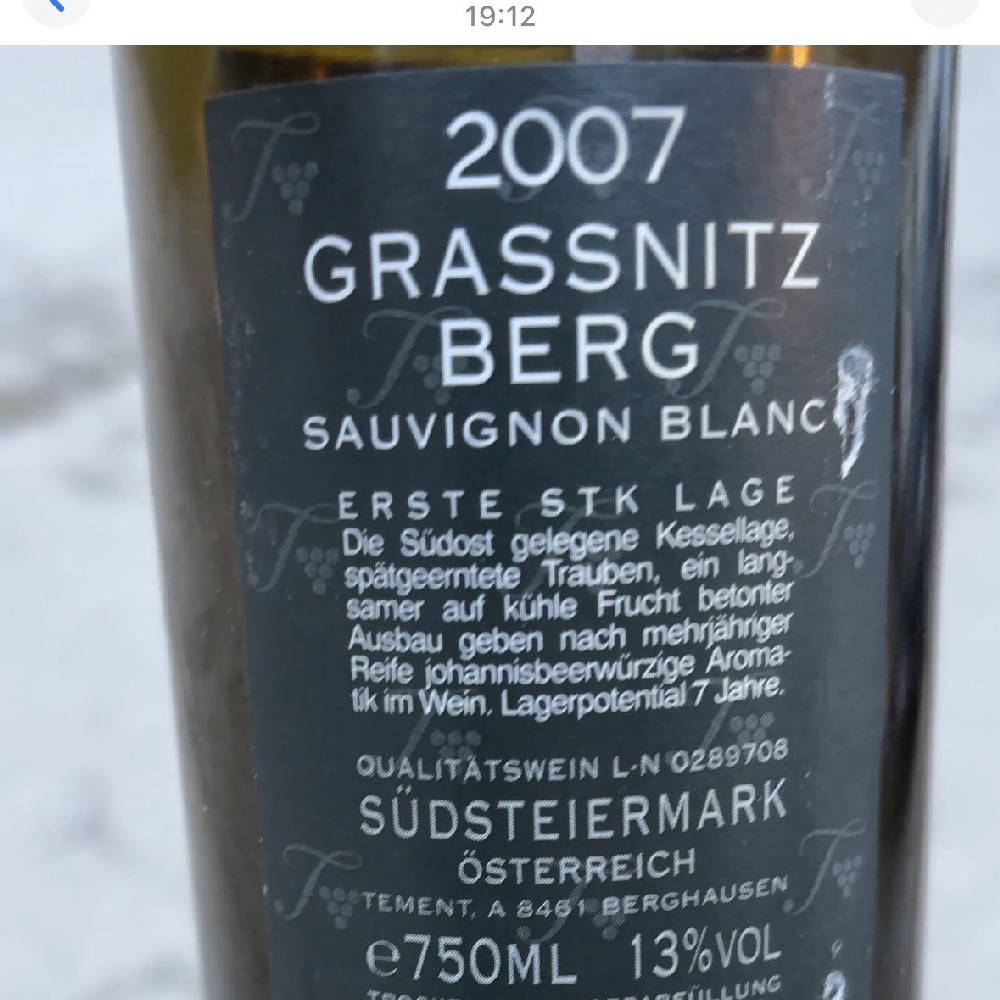 19:12
2007
GRASSNITZ
BERG
SAUVIGNON BLANC
ERSTE STK LAGE
Die Südost gelegene Kessellage,
spätgeerntete Trauben, ein lang-
samer auf kühle Frucht betonter
Ausbau geben nach mehrjähriger
Reife johannisbeerwürzige Aroma-
tik im Wein. Lagerpotential 7 Jahre.
QUALITÄTSWEIN L-N 0289708
SÜDSTEIERMARK
ÖSTERREICH
TEMENT, A 8461 BERGHAUSEN
e750ML 13%VOL